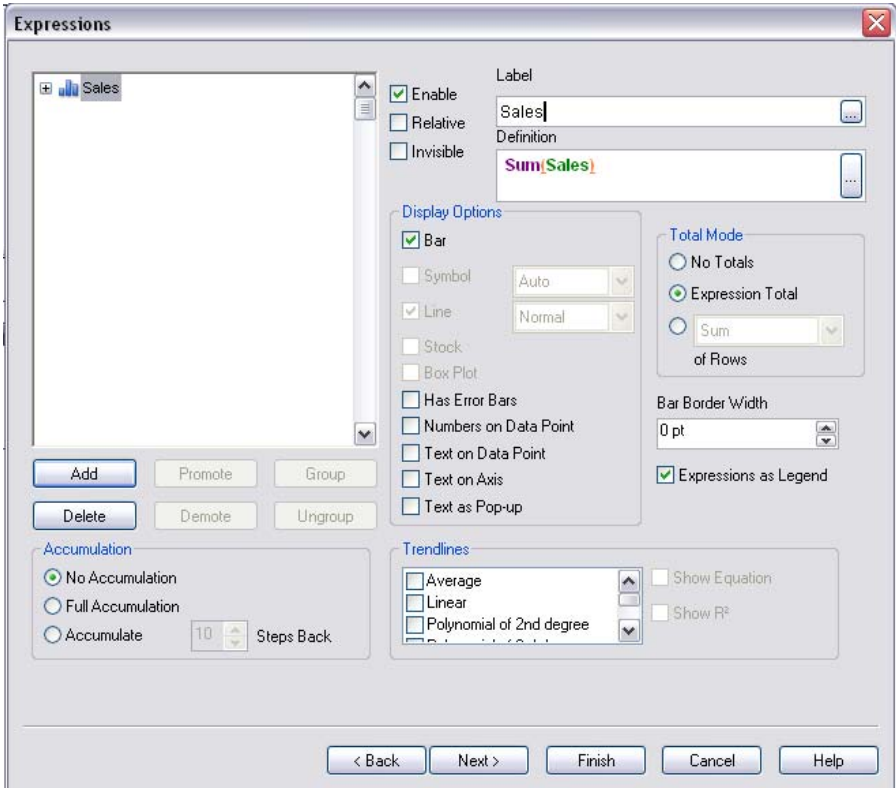 Expressions
Sales
Enable
Relative
Invisible
Label
Sales
...
Definition
Sum(Sales)
...
Display Options
Bar
Symbol
Auto
Line
Normal
Stock
Box Plot
Has Error Bars
Numbers on Data Point
Text on Data Point
Text on Axis
Text as Pop-up
Total Mode
No Totals
Expression Total
Sum
of Rows
Bar Border Width
0 pt
Expressions as Legend
Add
Promote
Group
Delete
Demote
Ungroup
Accumulation
No Accumulation
Full Accumulation
Accumulate
10
Steps Back
Trendlines
Average
Linear
Polynomial of 2nd degree
Show Equation
Show R²
< Back
Next >
Finish
Cancel
Help